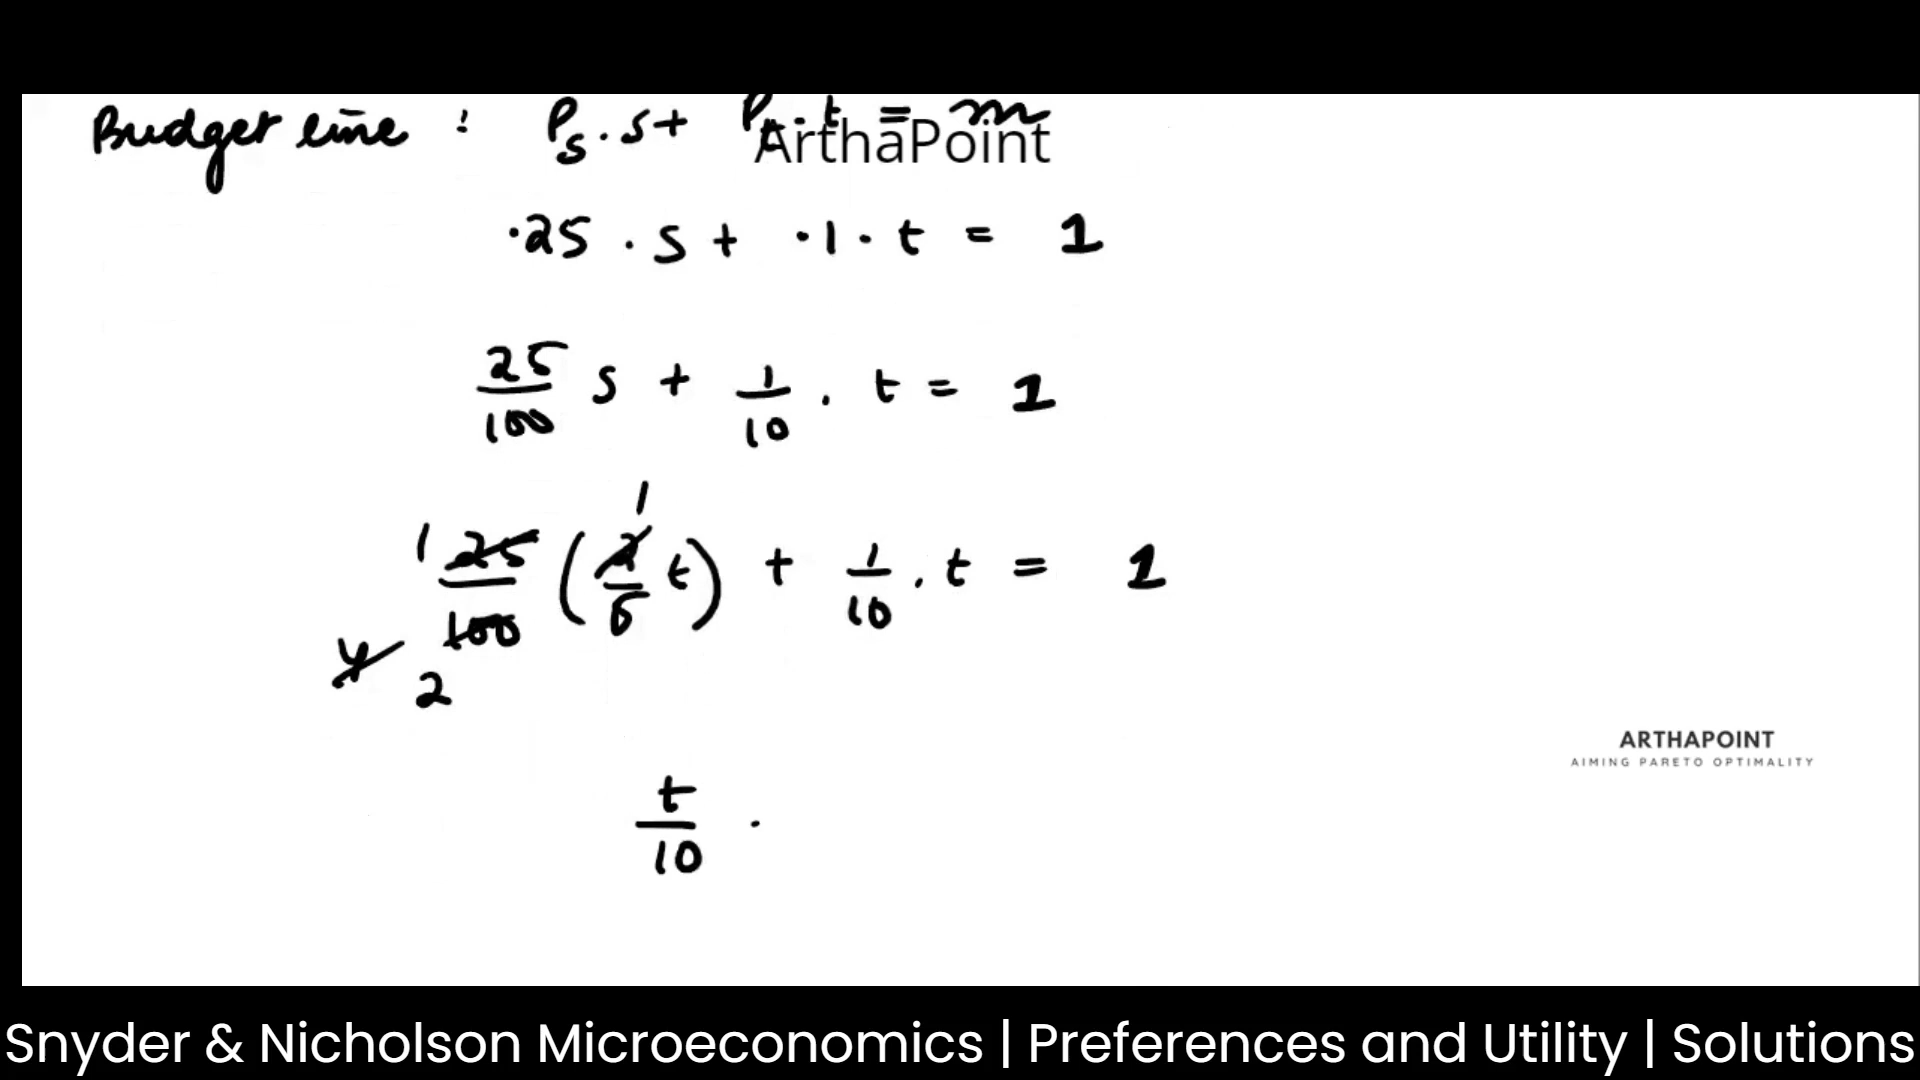 Budget line : Ps . s + Pt . t = m
ArthaPoint
.25 . s + .1 . t = 1
25/100 s + 1/10 . t = 1
1 25/100 (2/5 t) 1 + 1/10 . t = 1
4 2
t/10 .
ARTHAPOINT
AIMING PARETO OPTIMALITY
Snyder & Nicholson Microeconomics | Preferences and Utility | Solutions